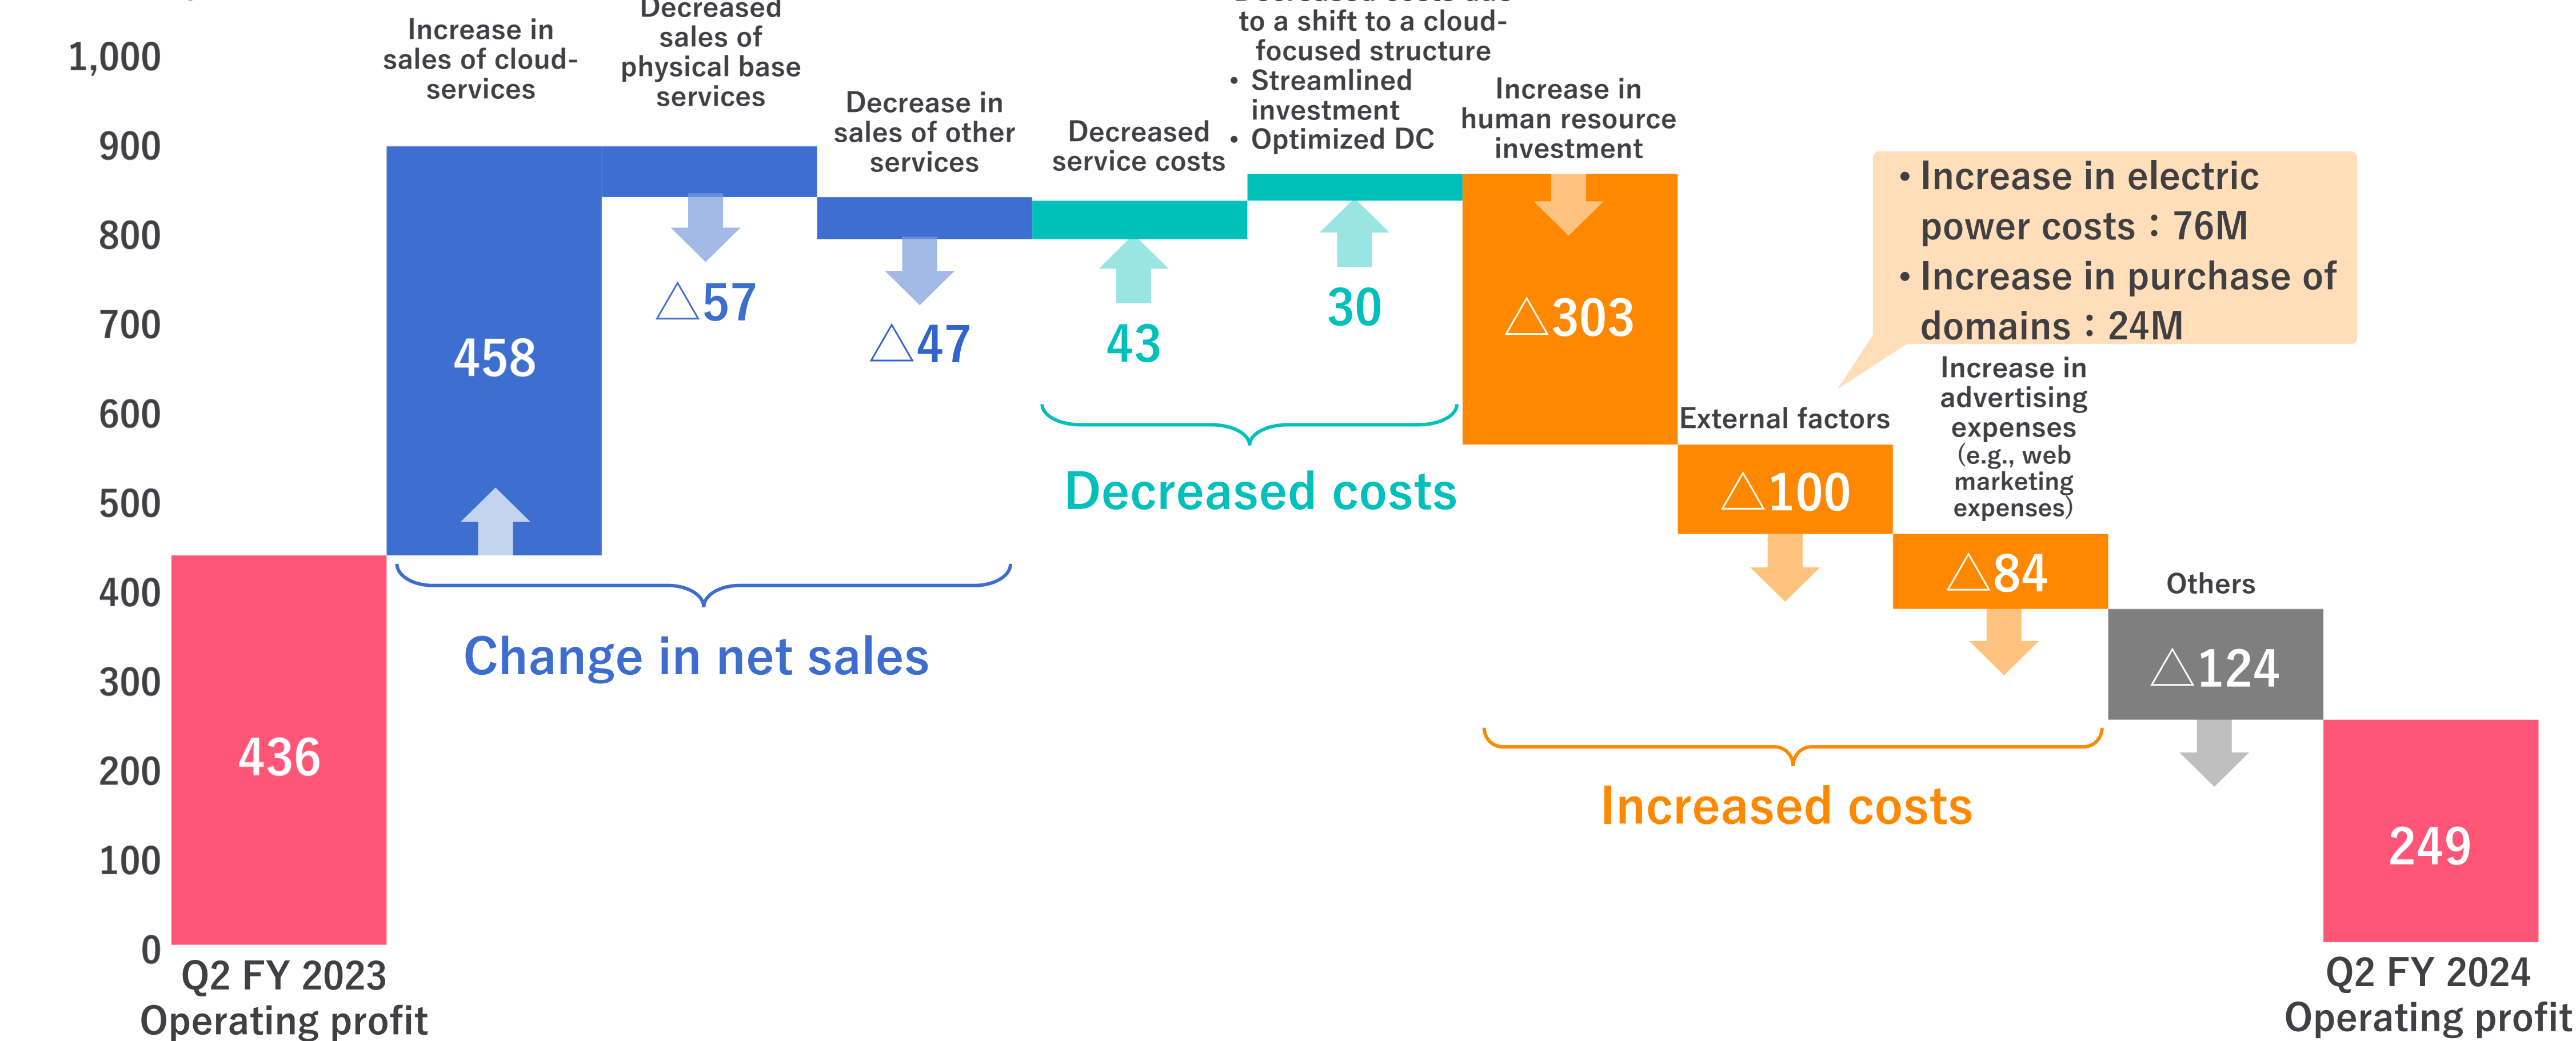 1,000
900
800
700
600
500
400
300
200
100
0
Increase in
sales of cloud-
services
Decreased
sales of
physical base
services
Decrease in
sales of other
services
Decreased
service costs
Decreased costs due
to a shift to a cloud-
focused structure
• Streamlined
investment
• Optimized DC
Increase in
human resource
investment
• Increase in electric
power costs：76M
• Increase in purchase of
domains：24M
External factors
Increase in
advertising
expenses
(e.g., web
marketing
expenses)
Others
436
458
△57
△47
43
30
△303
△100
△84
△124
249
Change in net sales
Decreased costs
Increased costs
Q2 FY 2023
Operating profit
Q2 FY 2024
Operating profit